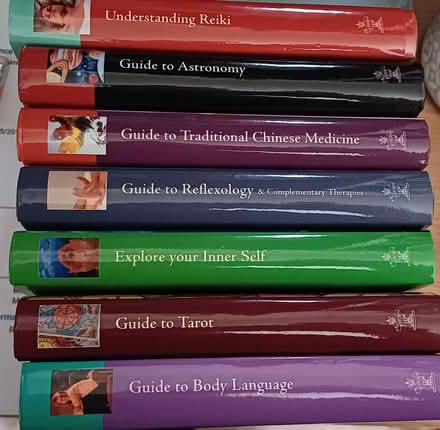 Understanding Reiki
Guide to Astronomy
Guide to Traditional Chinese Medicine
Guide to Reflexology & Complementary Therapies
Explore your Inner Self
Guide to Tarot
Guide to Body Language